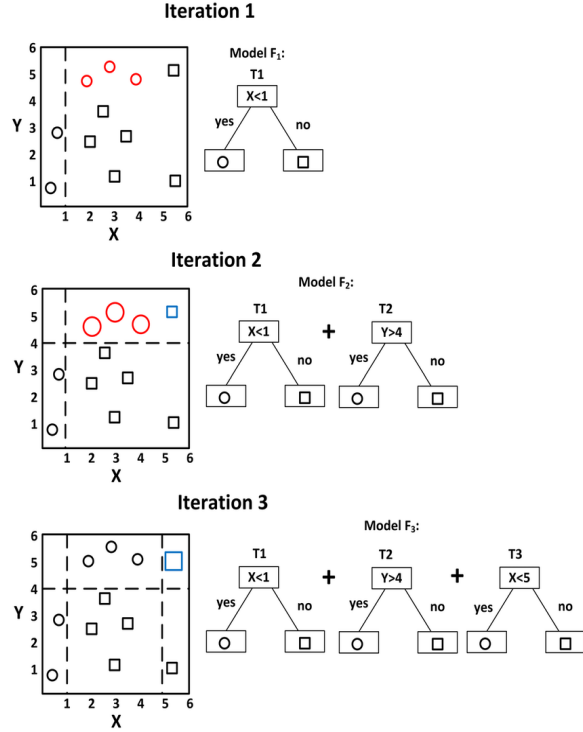 Iteration 1
Model F₁:
T1
X<1
yes
no
Y
6
5
4
3
2
1
1 2 3 4 5 6
X
Iteration 2
Model F₂:
T1 T2
X<1 + Y>4
yes no yes no
Y
6
5
4
3
2
1
1 2 3 4 5 6
X
Iteration 3
Model F₃:
T1 T2 T3
X<1 + Y>4 + X<5
yes no yes no yes no
Y
6
5
4
3
2
1
1 2 3 4 5 6
X